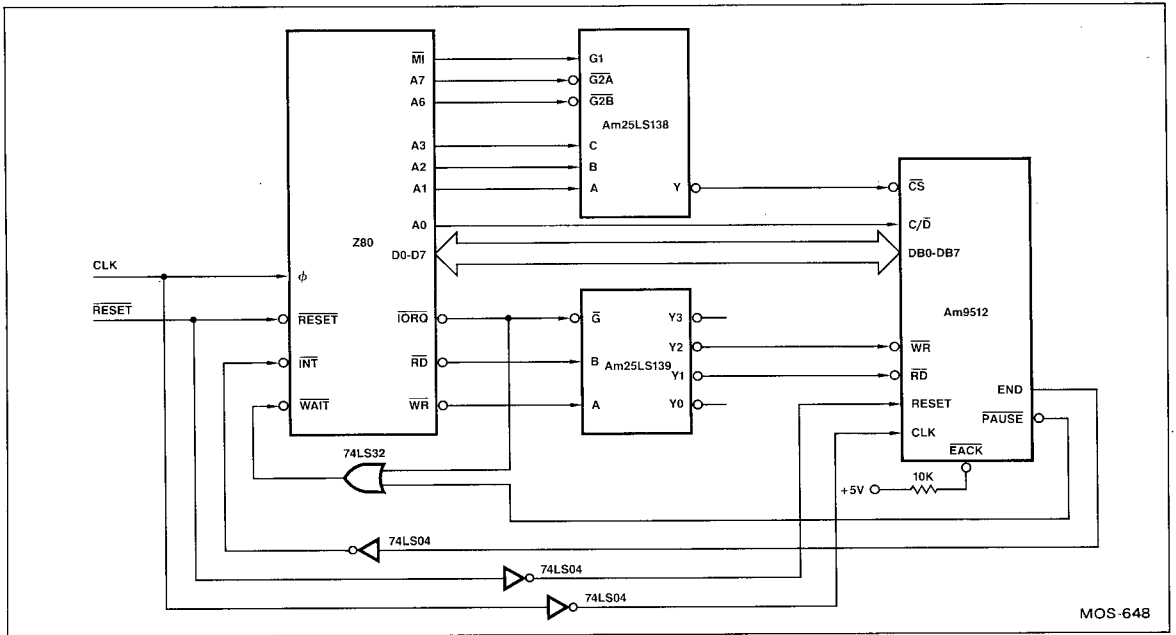 CLK
RESET
Z80
ϕ
RESET
INT
WAIT
MI
A7
A6
A3
A2
A1
A0
D0-D7
IORQ
RD
WR
G1
G2A
G2B
Am25LS138
C
B
A
Y
G
B
A
Am25LS139
Y3
Y2
Y1
Y0
CS
C/D
DB0-DB7
Am9512
WR
RD
RESET
CLK
END
PAUSE
EACK
+5V
10K
74LS32
74LS04
74LS04
74LS04
MOS-648